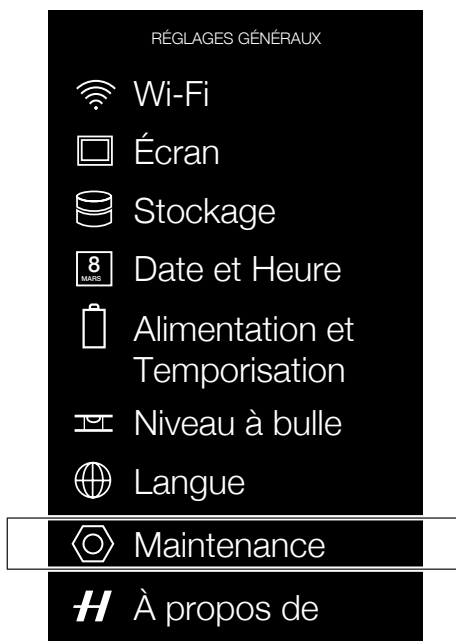 RÉGLAGES GÉNÉRAUX
Wi-Fi
Écran
Stockage
8
MARS
Date et Heure
Alimentation et
Temporisation
Niveau à bulle
Langue
Maintenance
H À propos de